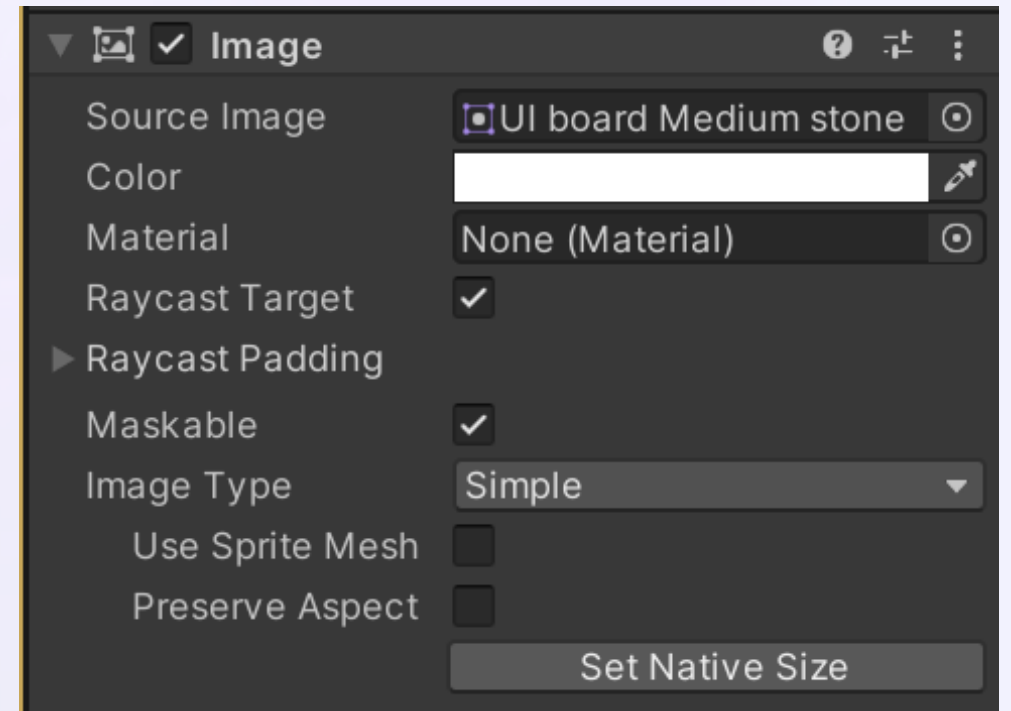 Image
Source Image UI board Medium stone
Color
Material None (Material)
Raycast Target
Raycast Padding
Maskable
Image Type Simple
Use Sprite Mesh
Preserve Aspect
Set Native Size